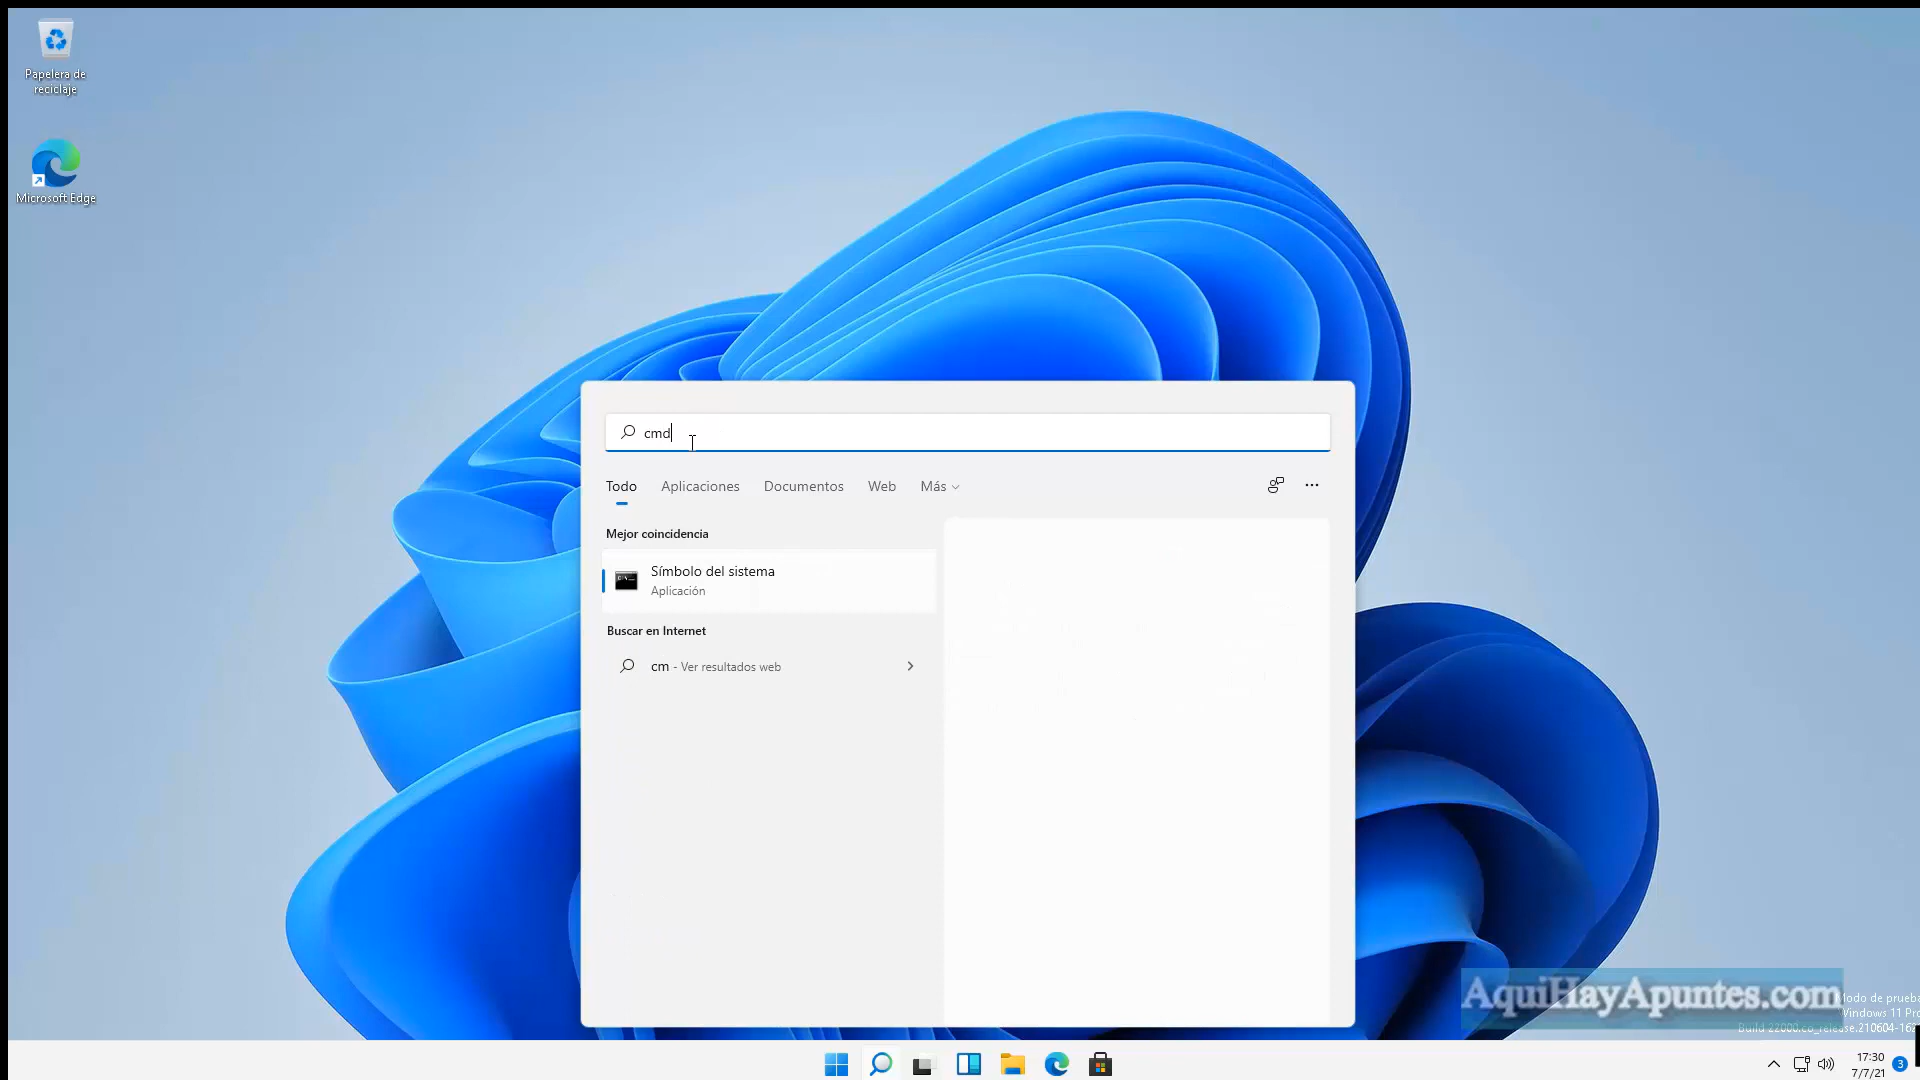 Papelera de
reciclaje
Microsoft Edge
cmd
Todo
Aplicaciones
Documentos
Web
Más
Mejor coincidencia
Símbolo del sistema
Aplicación
Buscar en Internet
cm - Ver resultados web
AquiHayApuntes.com
Modo de prueba
Windows 11 Pro
Build 22000.co_release.210604-162
17:30
7/7/21
3